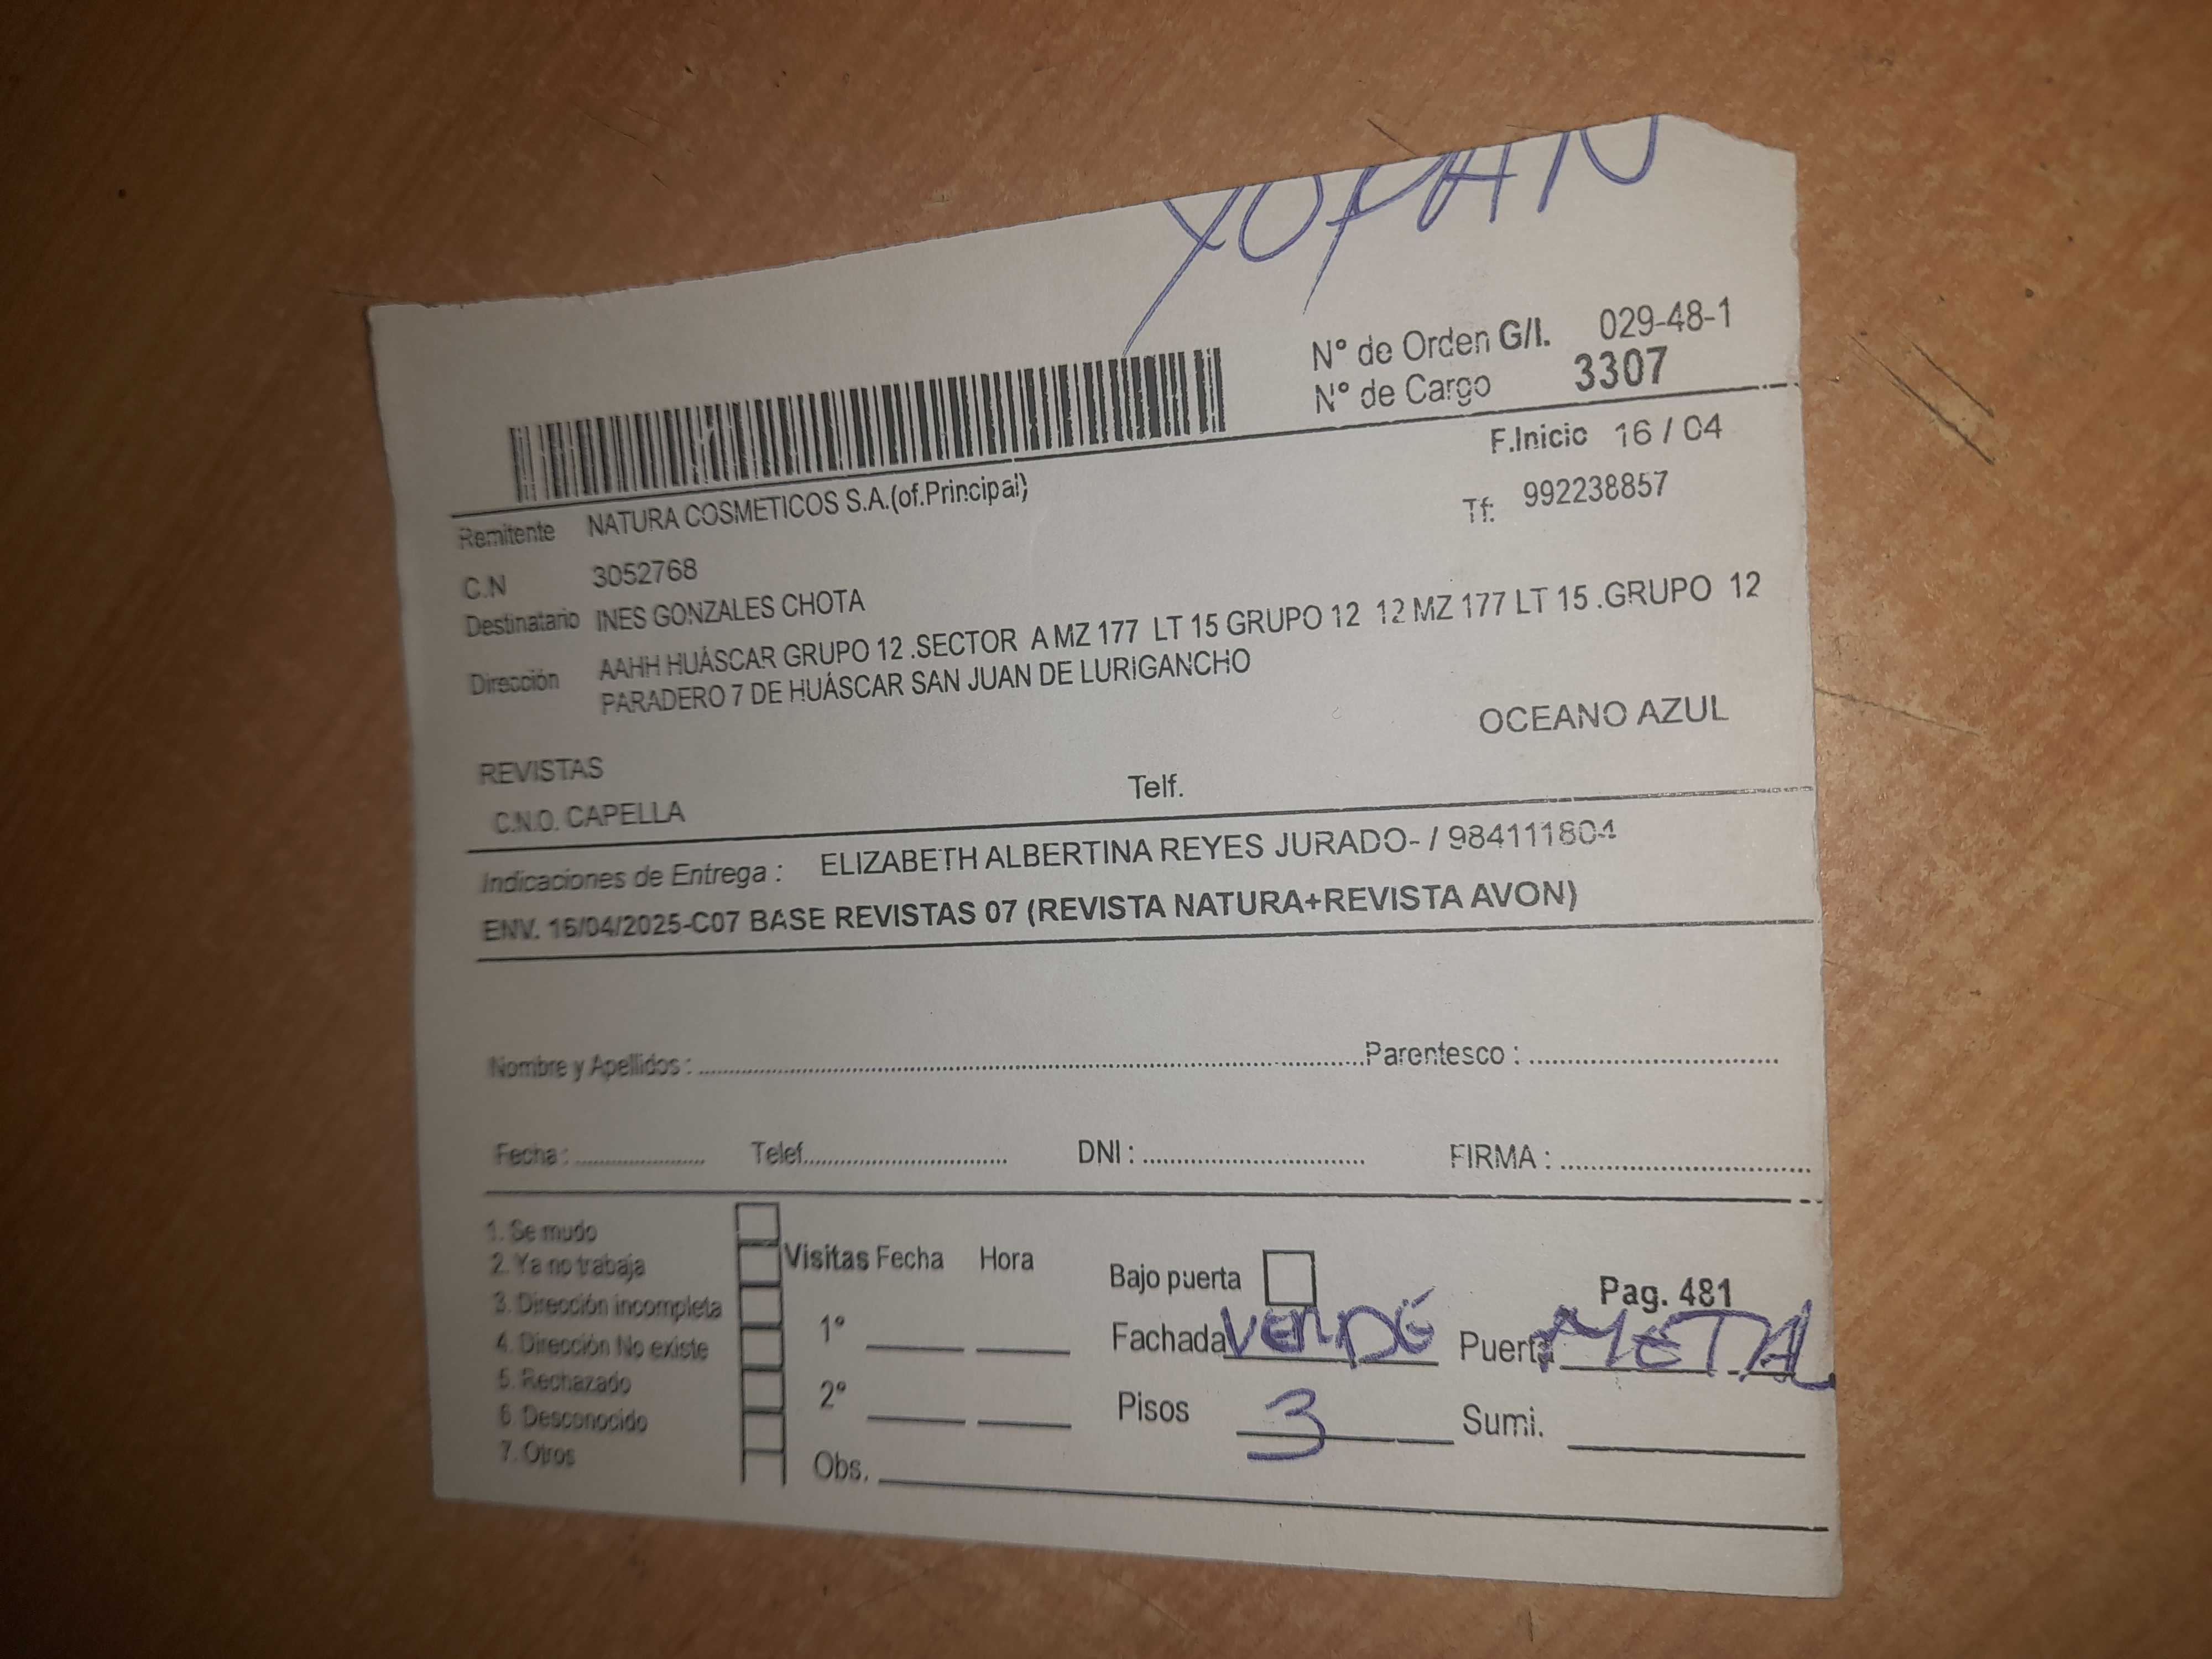 YOPAN
N° de Orden G/I. 029-48-1
N° de Cargo 3307
F.Inicio 16 / 04
Remitente NATURA COSMETICOS S.A.(of.Principal)
Tf: 992238857
C.N 3052768
Destinatario INES GONZALES CHOTA
Dirección AAHH HUÁSCAR GRUPO 12 .SECTOR A MZ 177 LT 15 GRUPO 12 12 MZ 177 LT 15 .GRUPO 12
PARADERO 7 DE HUÁSCAR SAN JUAN DE LURIGANCHO
OCEANO AZUL
REVISTAS
C.N.O. CAPELLA Telf.
Indicaciones de Entrega : ELIZABETH ALBERTINA REYES JURADO- / 984111804
ENV. 16/04/2025-C07 BASE REVISTAS 07 (REVISTA NATURA+REVISTA AVON)
Nombre y Apellidos : Parentesco :
Fecha : Telef. DNI : FIRMA :
1. Se mudo
2. Ya no trabaja
3. Dirección incompleta
4. Dirección No existe
5. Rechazado
6. Desconocido
7. Otros
Visitas Fecha Hora
1°
2°
Obs.
Bajo puerta Pag. 481
Fachada VERDE Puerta METAL
Pisos 3 Sumi.